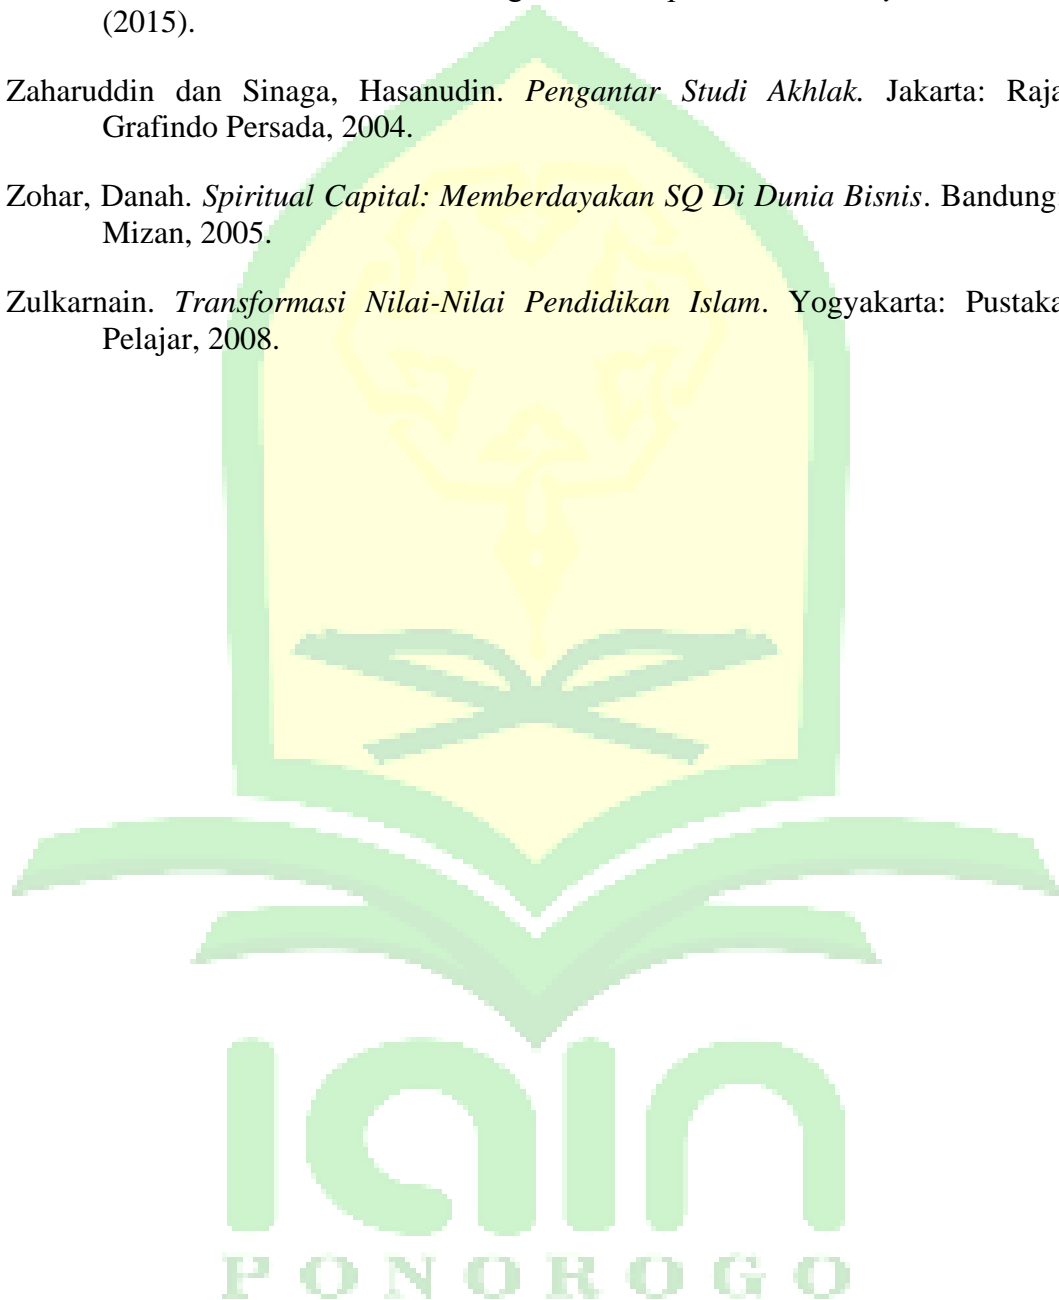 (2015).
Zaharuddin dan Sinaga, Hasanudin. Pengantar Studi Akhlak. Jakarta: Raja
Grafindo Persada, 2004.
Zohar, Danah. Spiritual Capital: Memberdayakan SQ Di Dunia Bisnis. Bandung:
Mizan, 2005.
Zulkarnain. Transformasi Nilai-Nilai Pendidikan Islam. Yogyakarta: Pustaka
Pelajar, 2008.
iain
PONOROGO